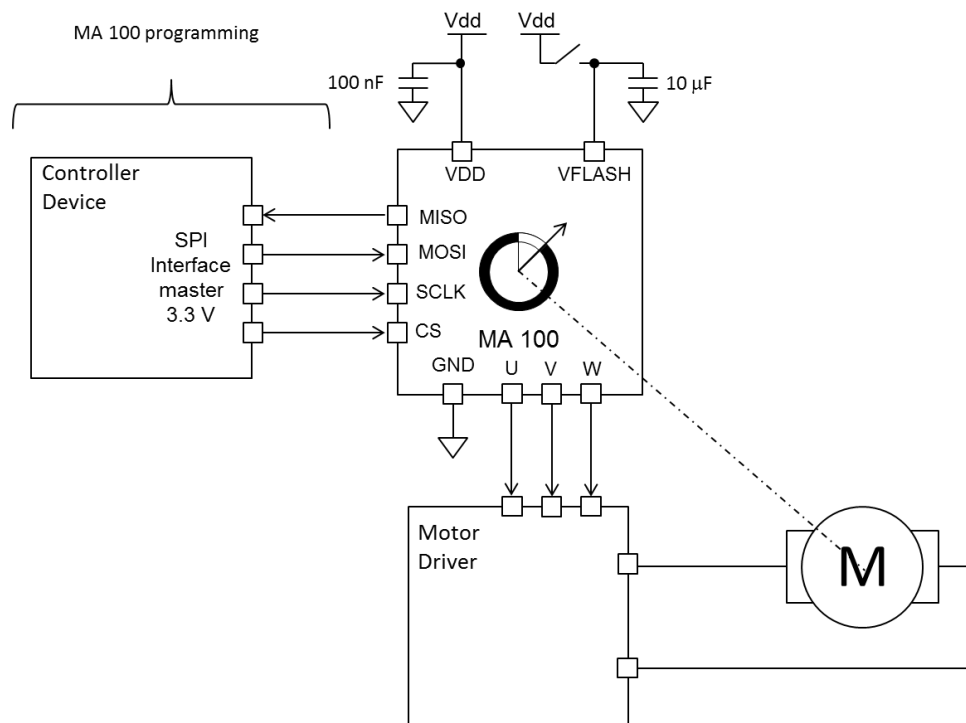 Vdd
Vdd
MA 100 programming
100 nF
10 μF
Controller
Device
VDD
VFLASH
MISO
SPI
MOSI
Interface
master
SCLK
3.3 V
CS
MA 100
GND
U
V
W
Motor
Driver
M